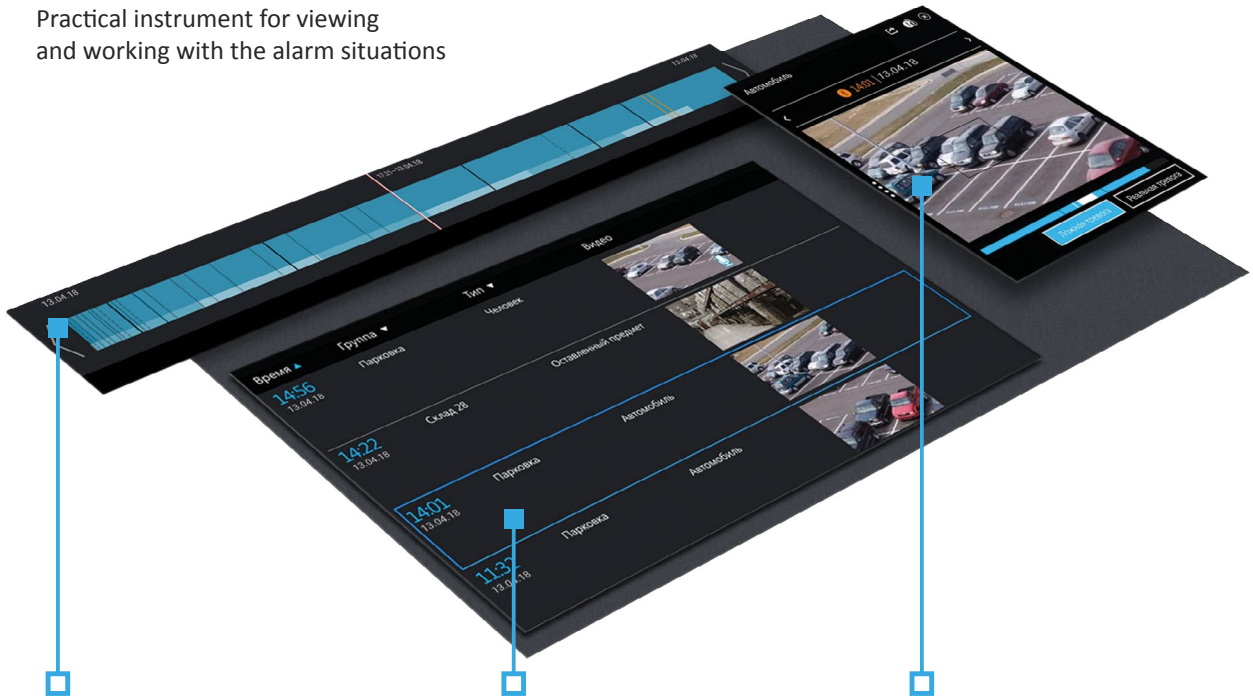 Practical instrument for viewing
and working with the alarm situations
13.04.18
13.04.18
Автомобиль
14:01 | 13.04.18
Ложная тревога
Реальная тревога
13.04.18
Время Группа Тип Видео
14:56 Парковка Человек
13.04.18
14:22 Склад 28 Оставленный предмет
13.04.18
14:01 Парковка Автомобиль
13.04.18
11:32 Парковка Автомобиль
13.04.18